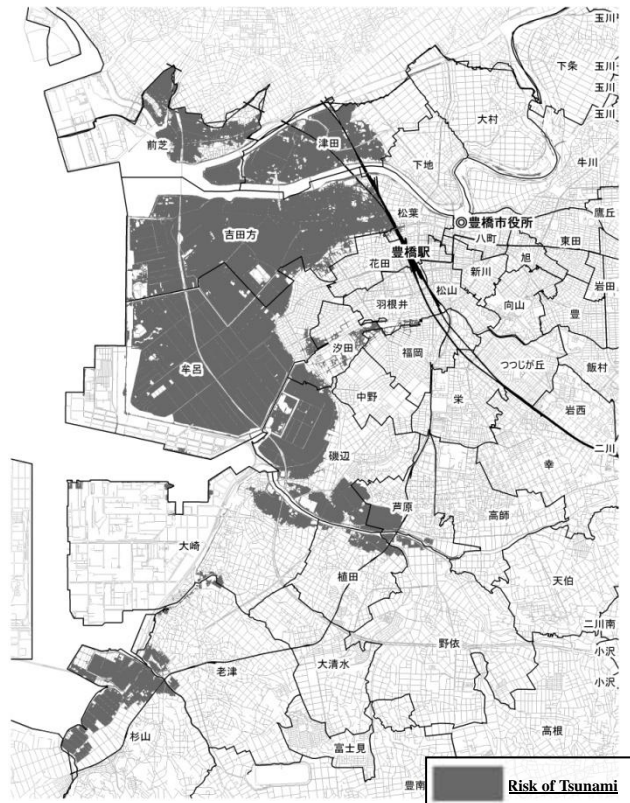 玉川
下条
玉川
玉川
玉川
大村
津田
前芝
下地
牛川
松葉
鷹丘
◎豊橋市役所
吉田方
八町
東田
豊橋駅
旭
花田
新川
岩田
松山
羽根井
向山
豊
汐田
牟呂
福岡
つつじが丘
飯村
中野
栄
岩西
二川
磯辺
幸
芦原
高師
大崎
植田
天伯
二川南
野依
小沢
老津
大清水
小沢
杉山
高根
富士見
豊南
Risk of Tsunami